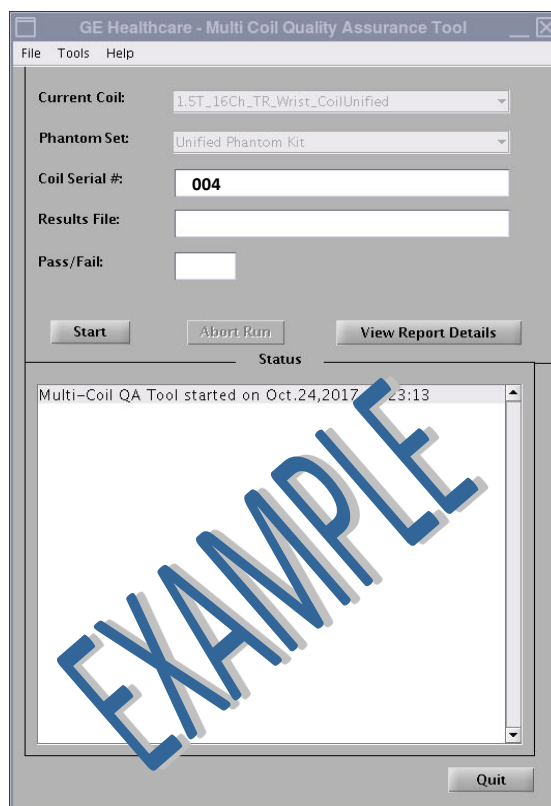 GE Healthcare - Multi Coil Quality Assurance Tool
File Tools Help
Current Coil: 1.5T_16Ch_TR_Wrist_CoilUnified
Phantom Set: Unified Phantom Kit
Coil Serial #: 004
Results File:
Pass/Fail:
Start Abort Run View Report Details
Status
Multi-Coil QA Tool started on Oct.24,2017 23:13
EXAMPLE
Quit